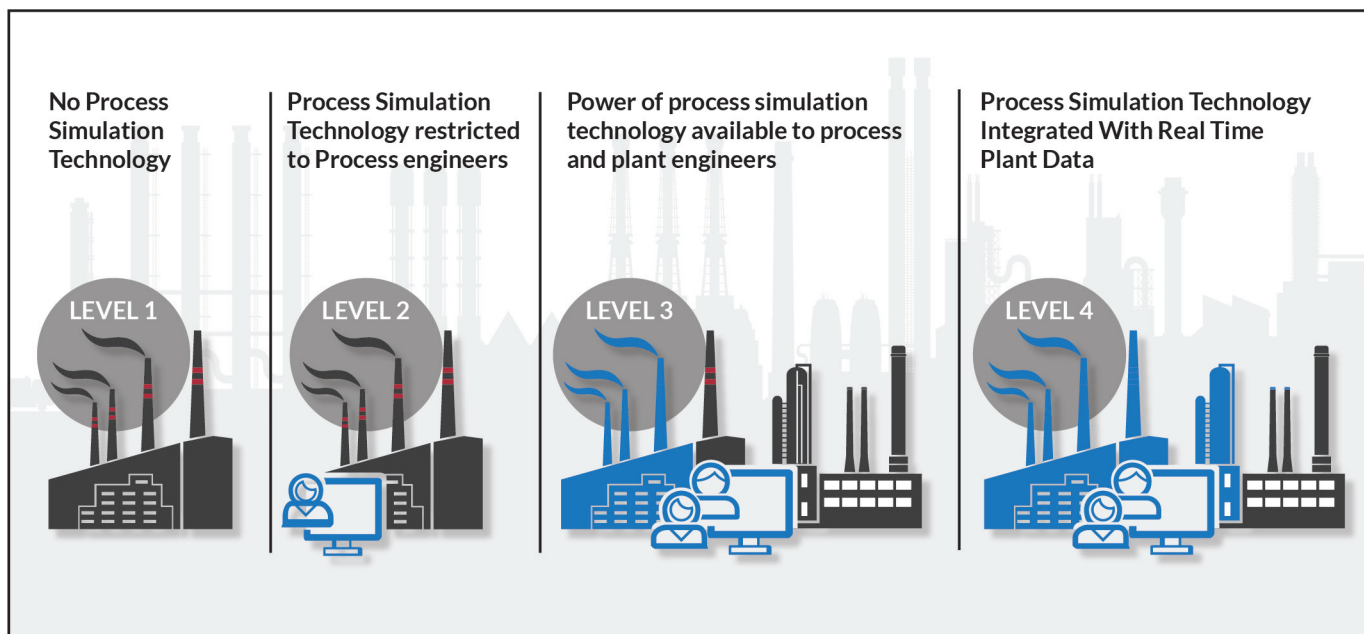 No Process
Simulation
Technology
Process Simulation
Technology restricted
to Process engineers
Power of process simulation
technology available to process
and plant engineers
Process Simulation Technology
Integrated With Real Time
Plant Data
LEVEL 1
LEVEL 2
LEVEL 3
LEVEL 4